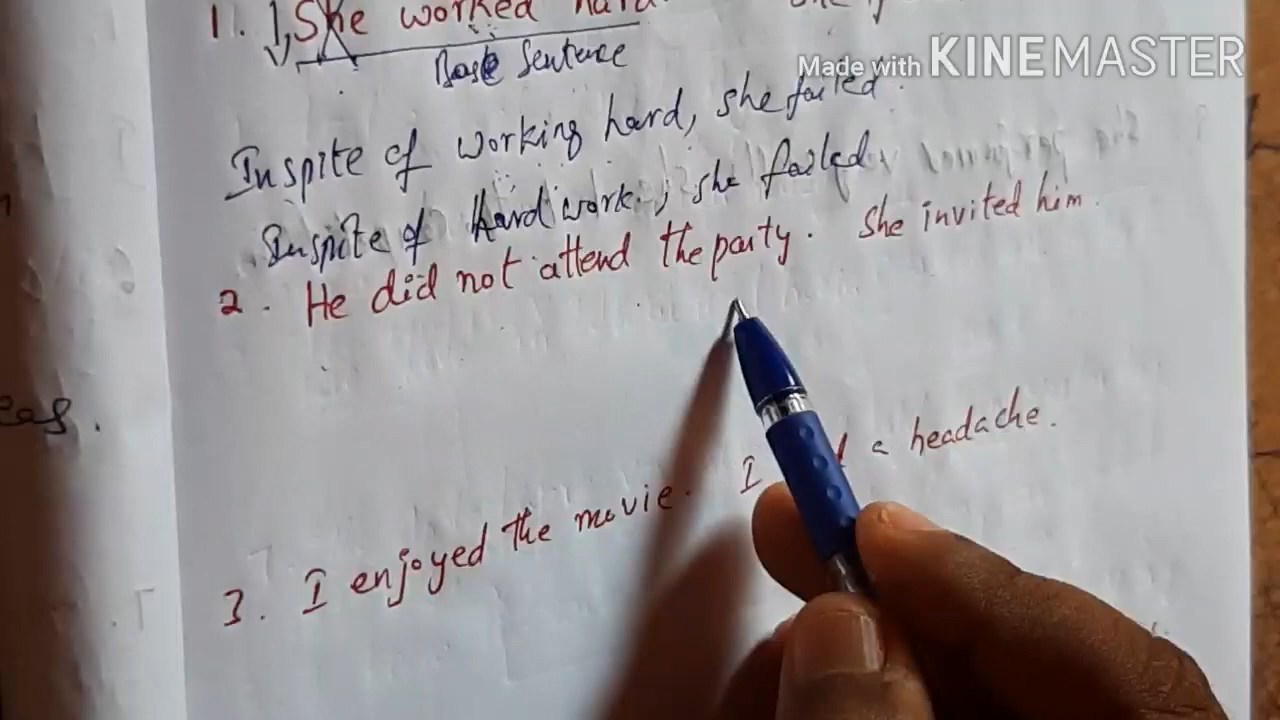 1. She worked hard.
Base Sentence
Made with KINEMASTER
Inspite of working hard, she failed.
Inspite of hard work, she failed
2. He did not attend the party. She invited him.
eas.
3. I enjoyed the movie. I a headache.